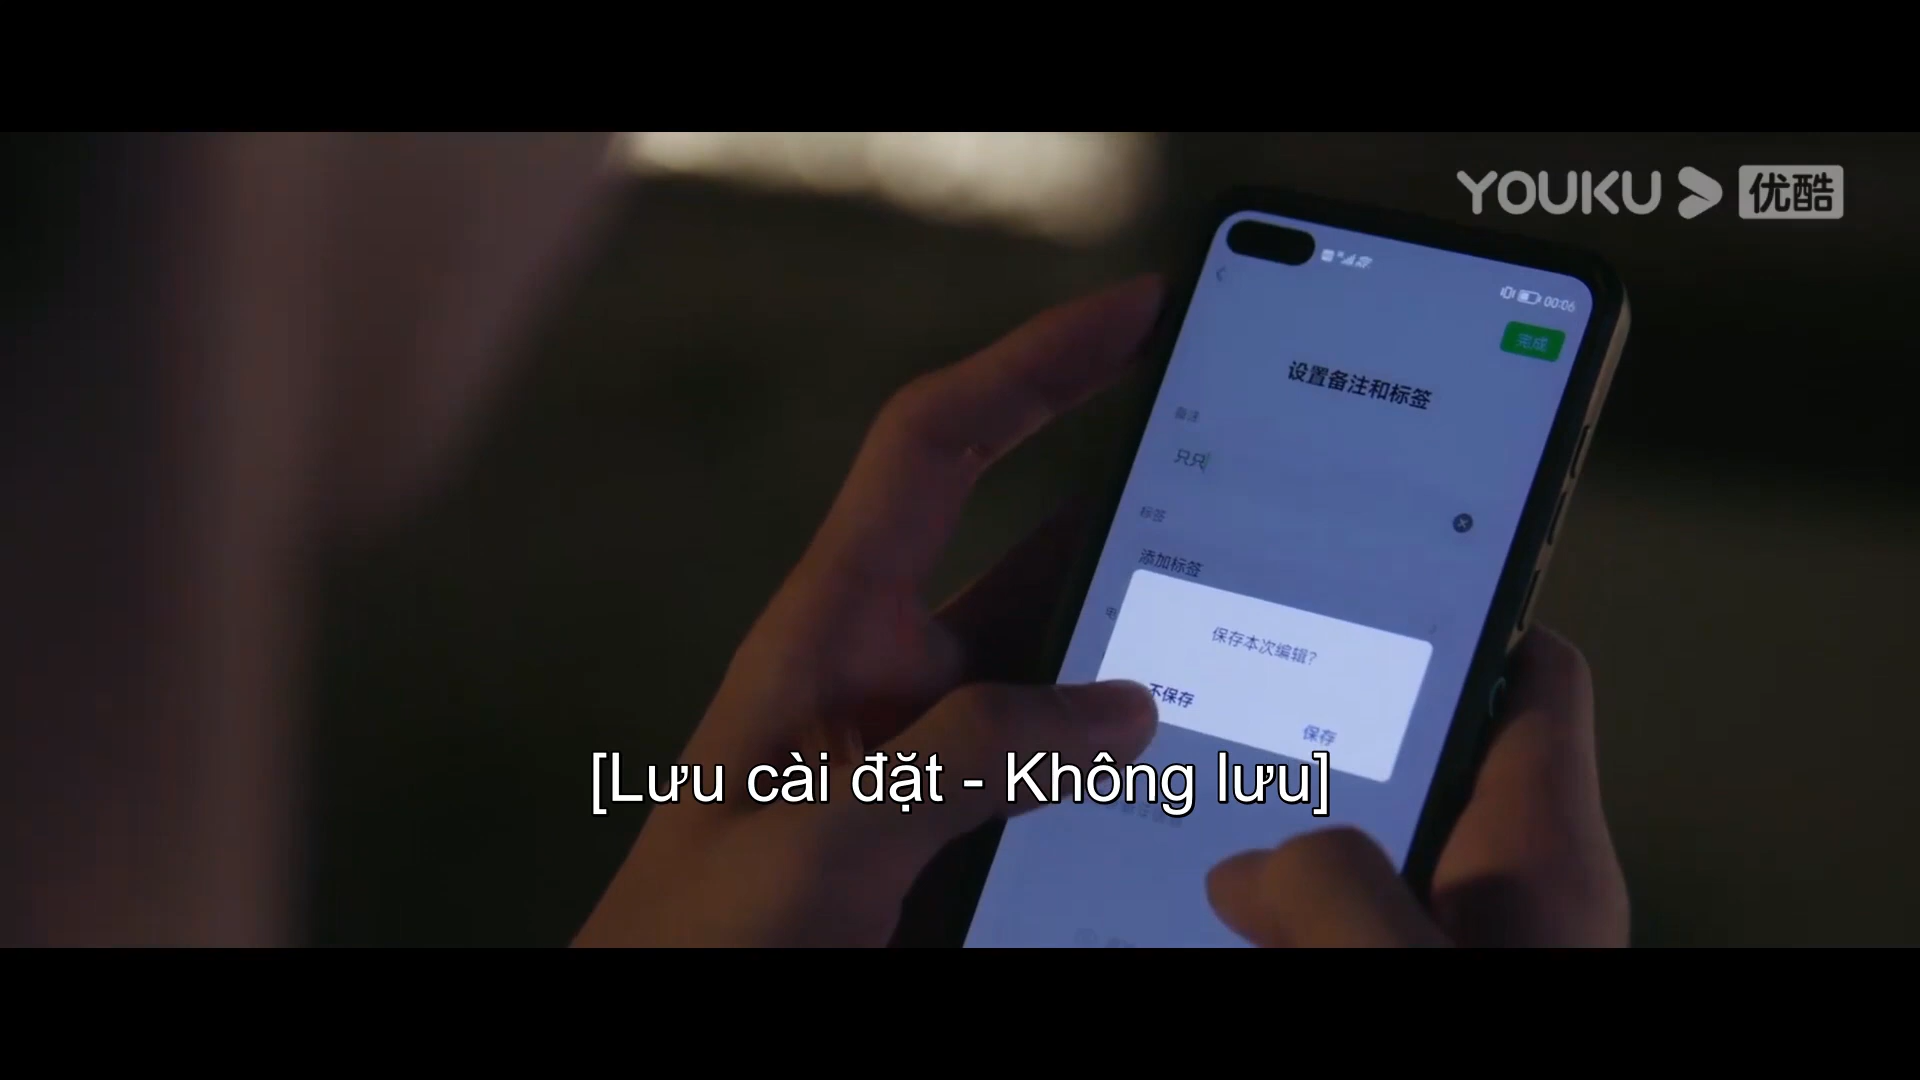 YOUKU 优酷
00:06
完成
设置备注和标签
备注
只只
标签
添加标签
保存本次编辑?
不保存
保存
[Lưu cài đặt - Không lưu]